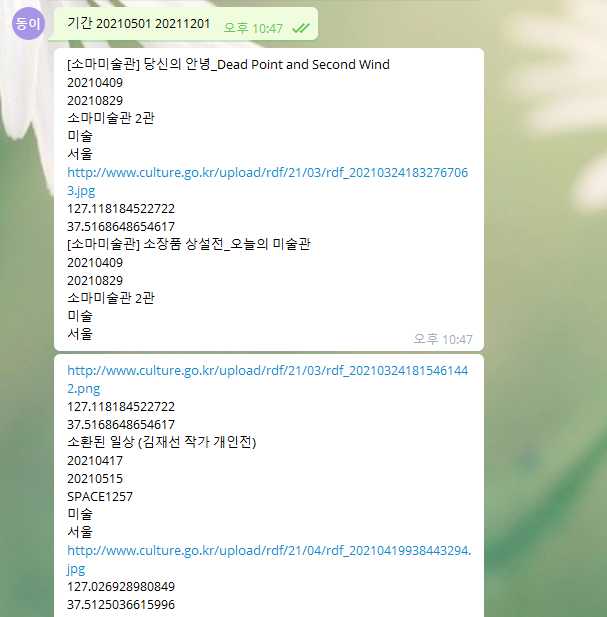 둥이
기간 20210501 20211201
오후 10:47
[소마미술관] 당신의 안녕_Dead Point and Second Wind
20210409
20210829
소마미술관 2관
미술
서울
http://www.culture.go.kr/upload/rdf/21/03/rdf_20210324183276706
3.jpg
127.118184522722
37.5168648654617
[소마미술관] 소장품 상설전_오늘의 미술관
20210409
20210829
소마미술관 2관
미술
서울
오후 10:47
http://www.culture.go.kr/upload/rdf/21/03/rdf_20210324181546144
2.png
127.118184522722
37.5168648654617
소환된 일상 (김재선 작가 개인전)
20210417
20210515
SPACE1257
미술
서울
http://www.culture.go.kr/upload/rdf/21/04/rdf_20210419938443294.
jpg
127.026928980849
37.5125036615996